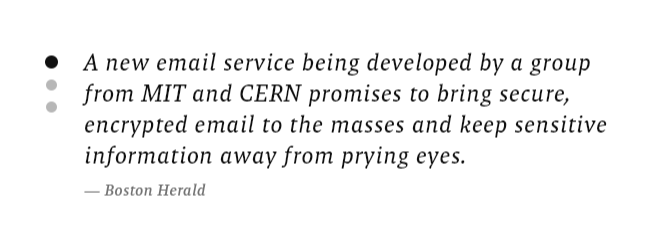 A new email service being developed by a group
from MIT and CERN promises to bring secure,
encrypted email to the masses and keep sensitive
information away from prying eyes.
— Boston Herald